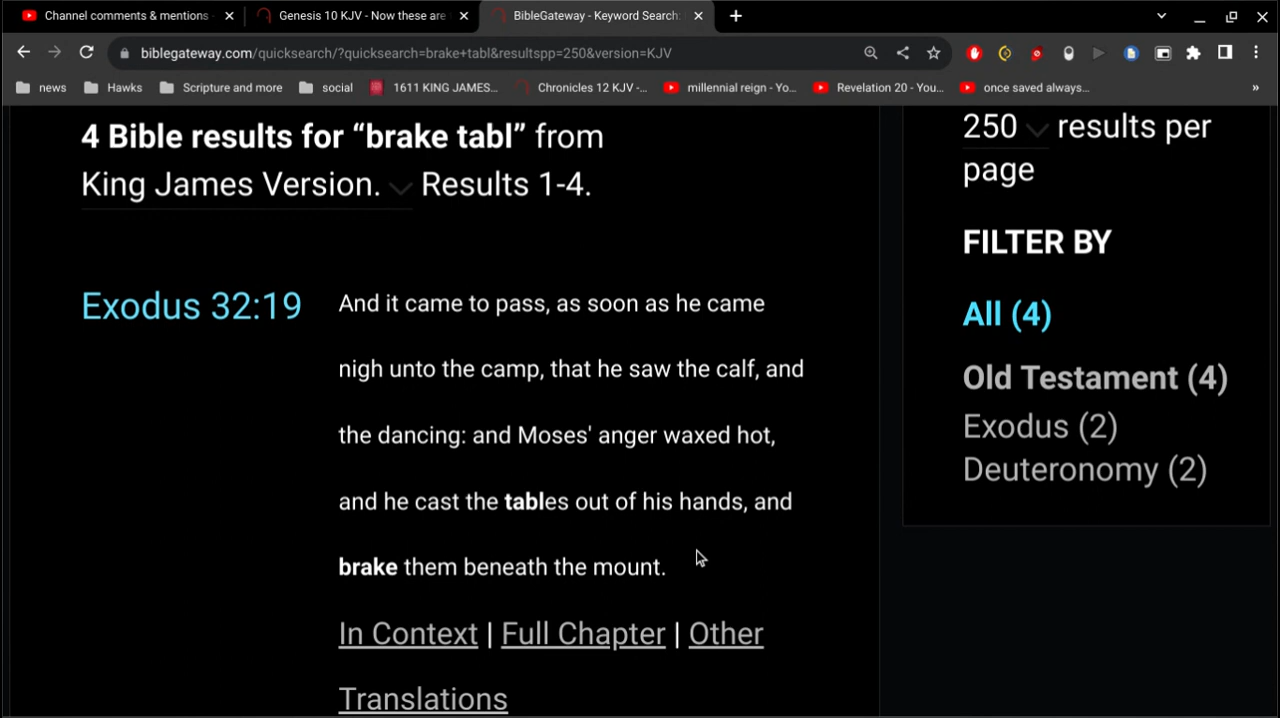 Channel comments & mentions
Genesis 10 KJV - Now these are
BibleGateway - Keyword Search:
biblegateway.com/quicksearch/?quicksearch=brake+tabl&resultspp=250&version=KJV
news
Hawks
Scripture and more
social
1611 KING JAMES...
Chronicles 12 KJV -...
millennial reign - Yo...
Revelation 20 - You...
once saved always...
»
4 Bible results for “brake tabl” from
King James Version. Results 1-4.
Exodus 32:19
And it came to pass, as soon as he came
nigh unto the camp, that he saw the calf, and
the dancing: and Moses' anger waxed hot,
and he cast the tables out of his hands, and
brake them beneath the mount.
In Context | Full Chapter | Other
Translations
250 results per
page
FILTER BY
All (4)
Old Testament (4)
Exodus (2)
Deuteronomy (2)